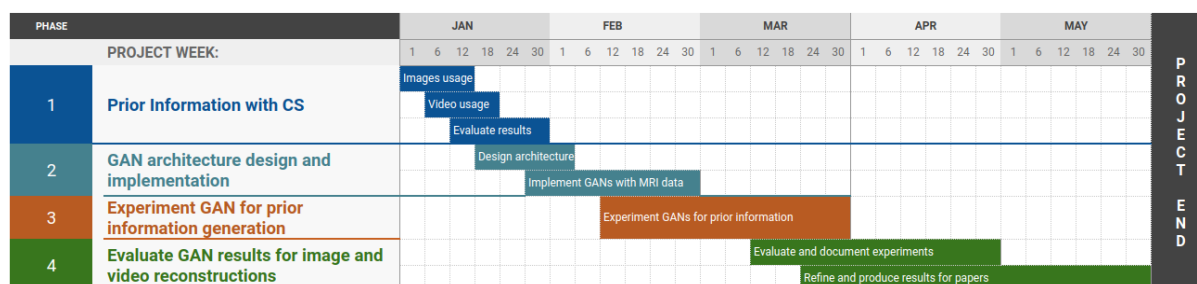 PHASE JAN FEB MAR APR MAY
PROJECT WEEK: 1 6 12 18 24 30 1 6 12 18 24 30 1 6 12 18 24 30 1 6 12 18 24 30 1 6 12 18 24 30
1 Prior Information with CS
Images usage
Video usage
Evaluate results
2 GAN architecture design and
implementation
Design architecture
Implement GANs with MRI data
3 Experiment GAN for prior
information generation
Experiment GANs for prior information
4 Evaluate GAN results for image and
video reconstructions
Evaluate and document experiments
Refine and produce results for papers
PROJECT END